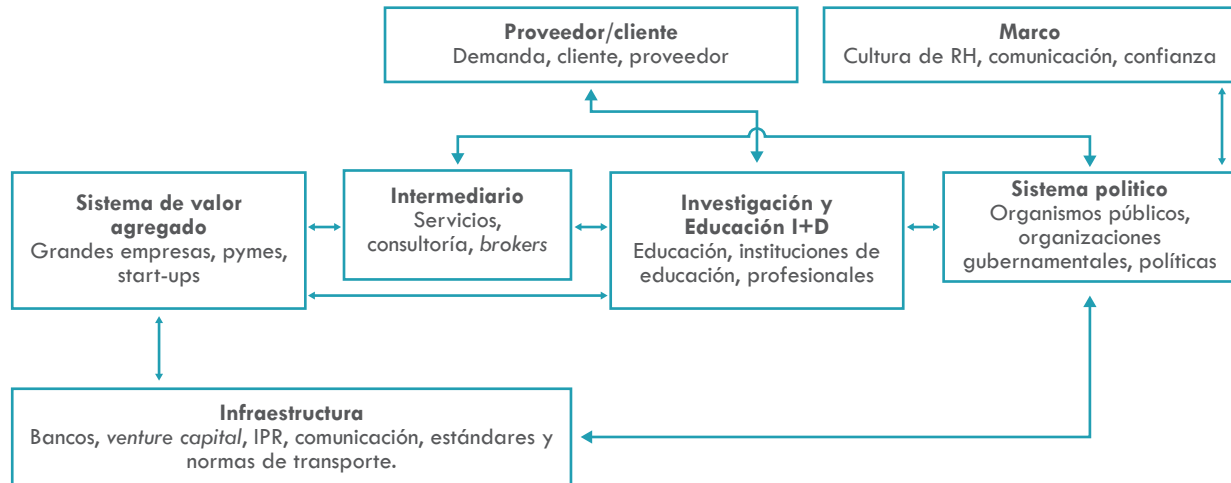 Proveedor/cliente
Demanda, cliente, proveedor
Marco
Cultura de RH, comunicación, confianza
Sistema de valor
agregado
Grandes empresas, pymes,
start-ups
Intermediario
Servicios,
consultoría, brokers
Investigación y
Educación I+D
Educación, instituciones de
educación, profesionales
Sistema politico
Organismos públicos,
organizaciones
gubernamentales, políticas
Infraestructura
Bancos, venture capital, IPR, comunicación, estándares y
normas de transporte.